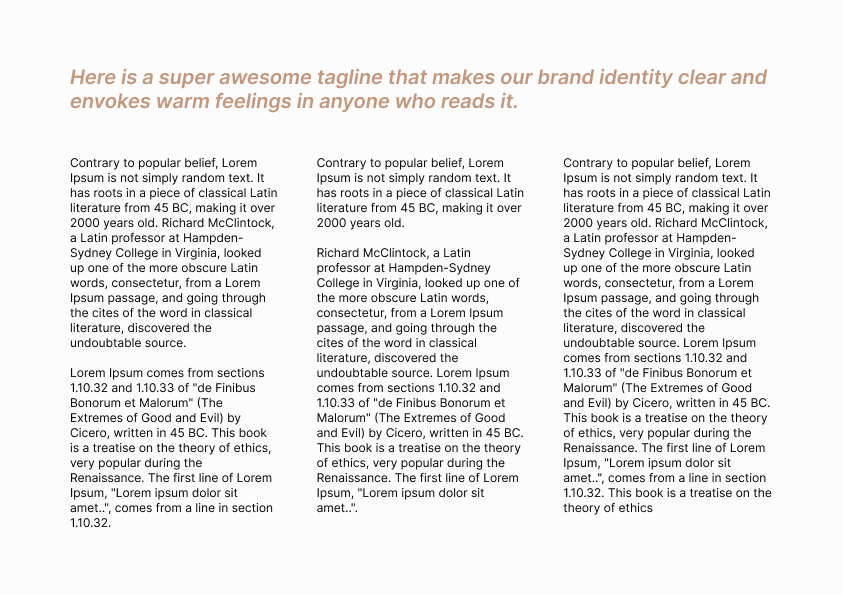 Here is a super awesome tagline that makes our brand identity clear and
envokes warm feelings in anyone who reads it.
Contrary to popular belief, Lorem
Ipsum is not simply random text. It
has roots in a piece of classical Latin
literature from 45 BC, making it over
2000 years old. Richard McClintock,
a Latin professor at Hampden-
Sydney College in Virginia, looked
up one of the more obscure Latin
words, consectetur, from a Lorem
Ipsum passage, and going through
the cites of the word in classical
literature, discovered the
undoubtable source.
Lorem Ipsum comes from sections
1.10.32 and 1.10.33 of "de Finibus
Bonorum et Malorum" (The
Extremes of Good and Evil) by
Cicero, written in 45 BC. This book
is a treatise on the theory of ethics,
very popular during the
Renaissance. The first line of Lorem
Ipsum, "Lorem ipsum dolor sit
amet..", comes from a line in section
1.10.32.
Contrary to popular belief, Lorem
Ipsum is not simply random text. It
has roots in a piece of classical Latin
literature from 45 BC, making it over
2000 years old.
Richard McClintock, a Latin
professor at Hampden-Sydney
College in Virginia, looked up one of
the more obscure Latin words,
consectetur, from a Lorem Ipsum
passage, and going through the
cites of the word in classical
literature, discovered the
undoubtable source. Lorem Ipsum
comes from sections 1.10.32 and
1.10.33 of "de Finibus Bonorum et
Malorum" (The Extremes of Good
and Evil) by Cicero, written in 45 BC.
This book is a treatise on the theory
of ethics, very popular during the
Renaissance. The first line of Lorem
Ipsum, "Lorem ipsum dolor sit
amet..".
Contrary to popular belief, Lorem
Ipsum is not simply random text. It
has roots in a piece of classical Latin
literature from 45 BC, making it over
2000 years old. Richard McClintock,
a Latin professor at Hampden-
Sydney College in Virginia, looked
up one of the more obscure Latin
words, consectetur, from a Lorem
Ipsum passage, and going through
the cites of the word in classical
literature, discovered the
undoubtable source. Lorem Ipsum
comes from sections 1.10.32 and
1.10.33 of "de Finibus Bonorum et
Malorum" (The Extremes of Good
and Evil) by Cicero, written in 45 BC.
This book is a treatise on the theory
of ethics, very popular during the
Renaissance. The first line of Lorem
Ipsum, "Lorem ipsum dolor sit
amet..", comes from a line in section
1.10.32. This book is a treatise on the
theory of ethics